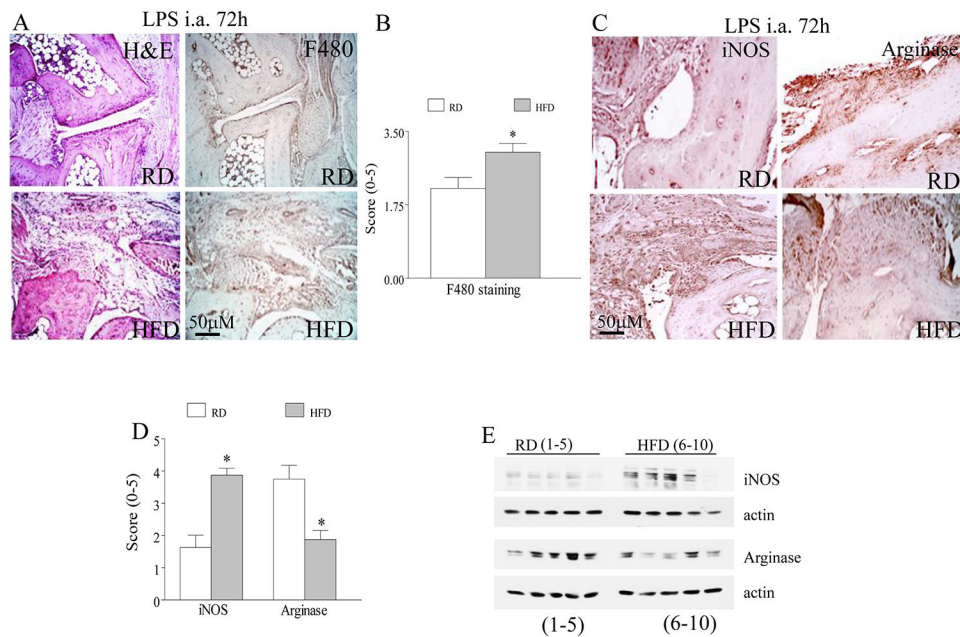 A
LPS i.a. 72h
H&E
F480
RD
RD
HFD
50µM
HFD
B
RD
HFD
Score (0-5)
3.50
1.75
0.00
*
F480 staining
C
LPS i.a. 72h
iNOS
Arginase
RD
RD
50µM
HFD
HFD
D
RD
HFD
Score (0-5)
5
4
3
2
1
0
*
*
iNOS
Arginase
E
RD (1-5)
HFD (6-10)
iNOS
actin
Arginase
actin
(1-5)
(6-10)